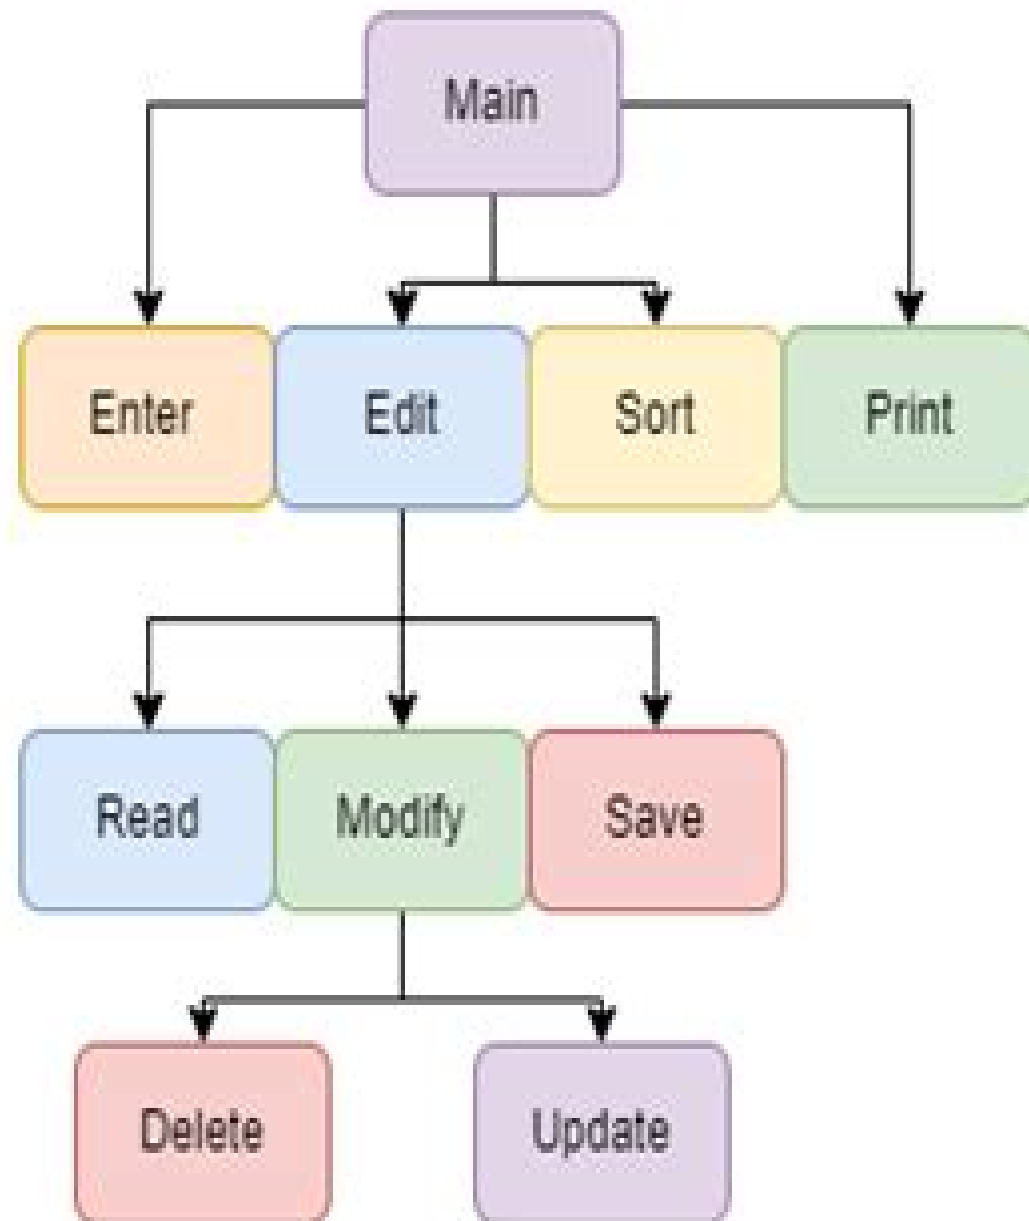 Main
Enter
Edit
Sort
Print
Read
Modify
Save
Delete
Update